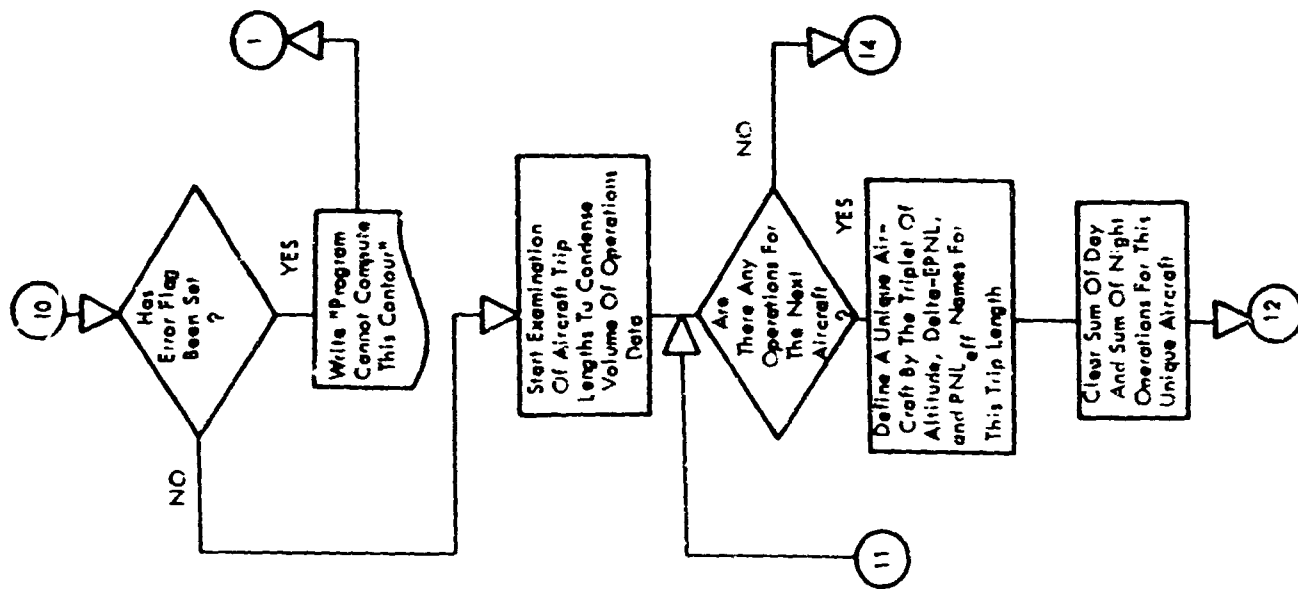 10
Has
Error Flag
Been Set
?
YES
NO
Write "Program
Cannot Compute
This Contour"
1
Start Examination
Of Aircraft Trip
Lengths To Condense
Volume Of Operations
Data
11
Are
There Any
Operations For
The Next
Aircraft
?
NO
14
YES
Define A Unique Air-
Craft By The Triplet Of
Altitude, Delta-EPNL,
and PNL eff Names For
This Trip Length
Clear Sum Of Day
And Sum Of Night
Operations For This
Unique Aircraft
12